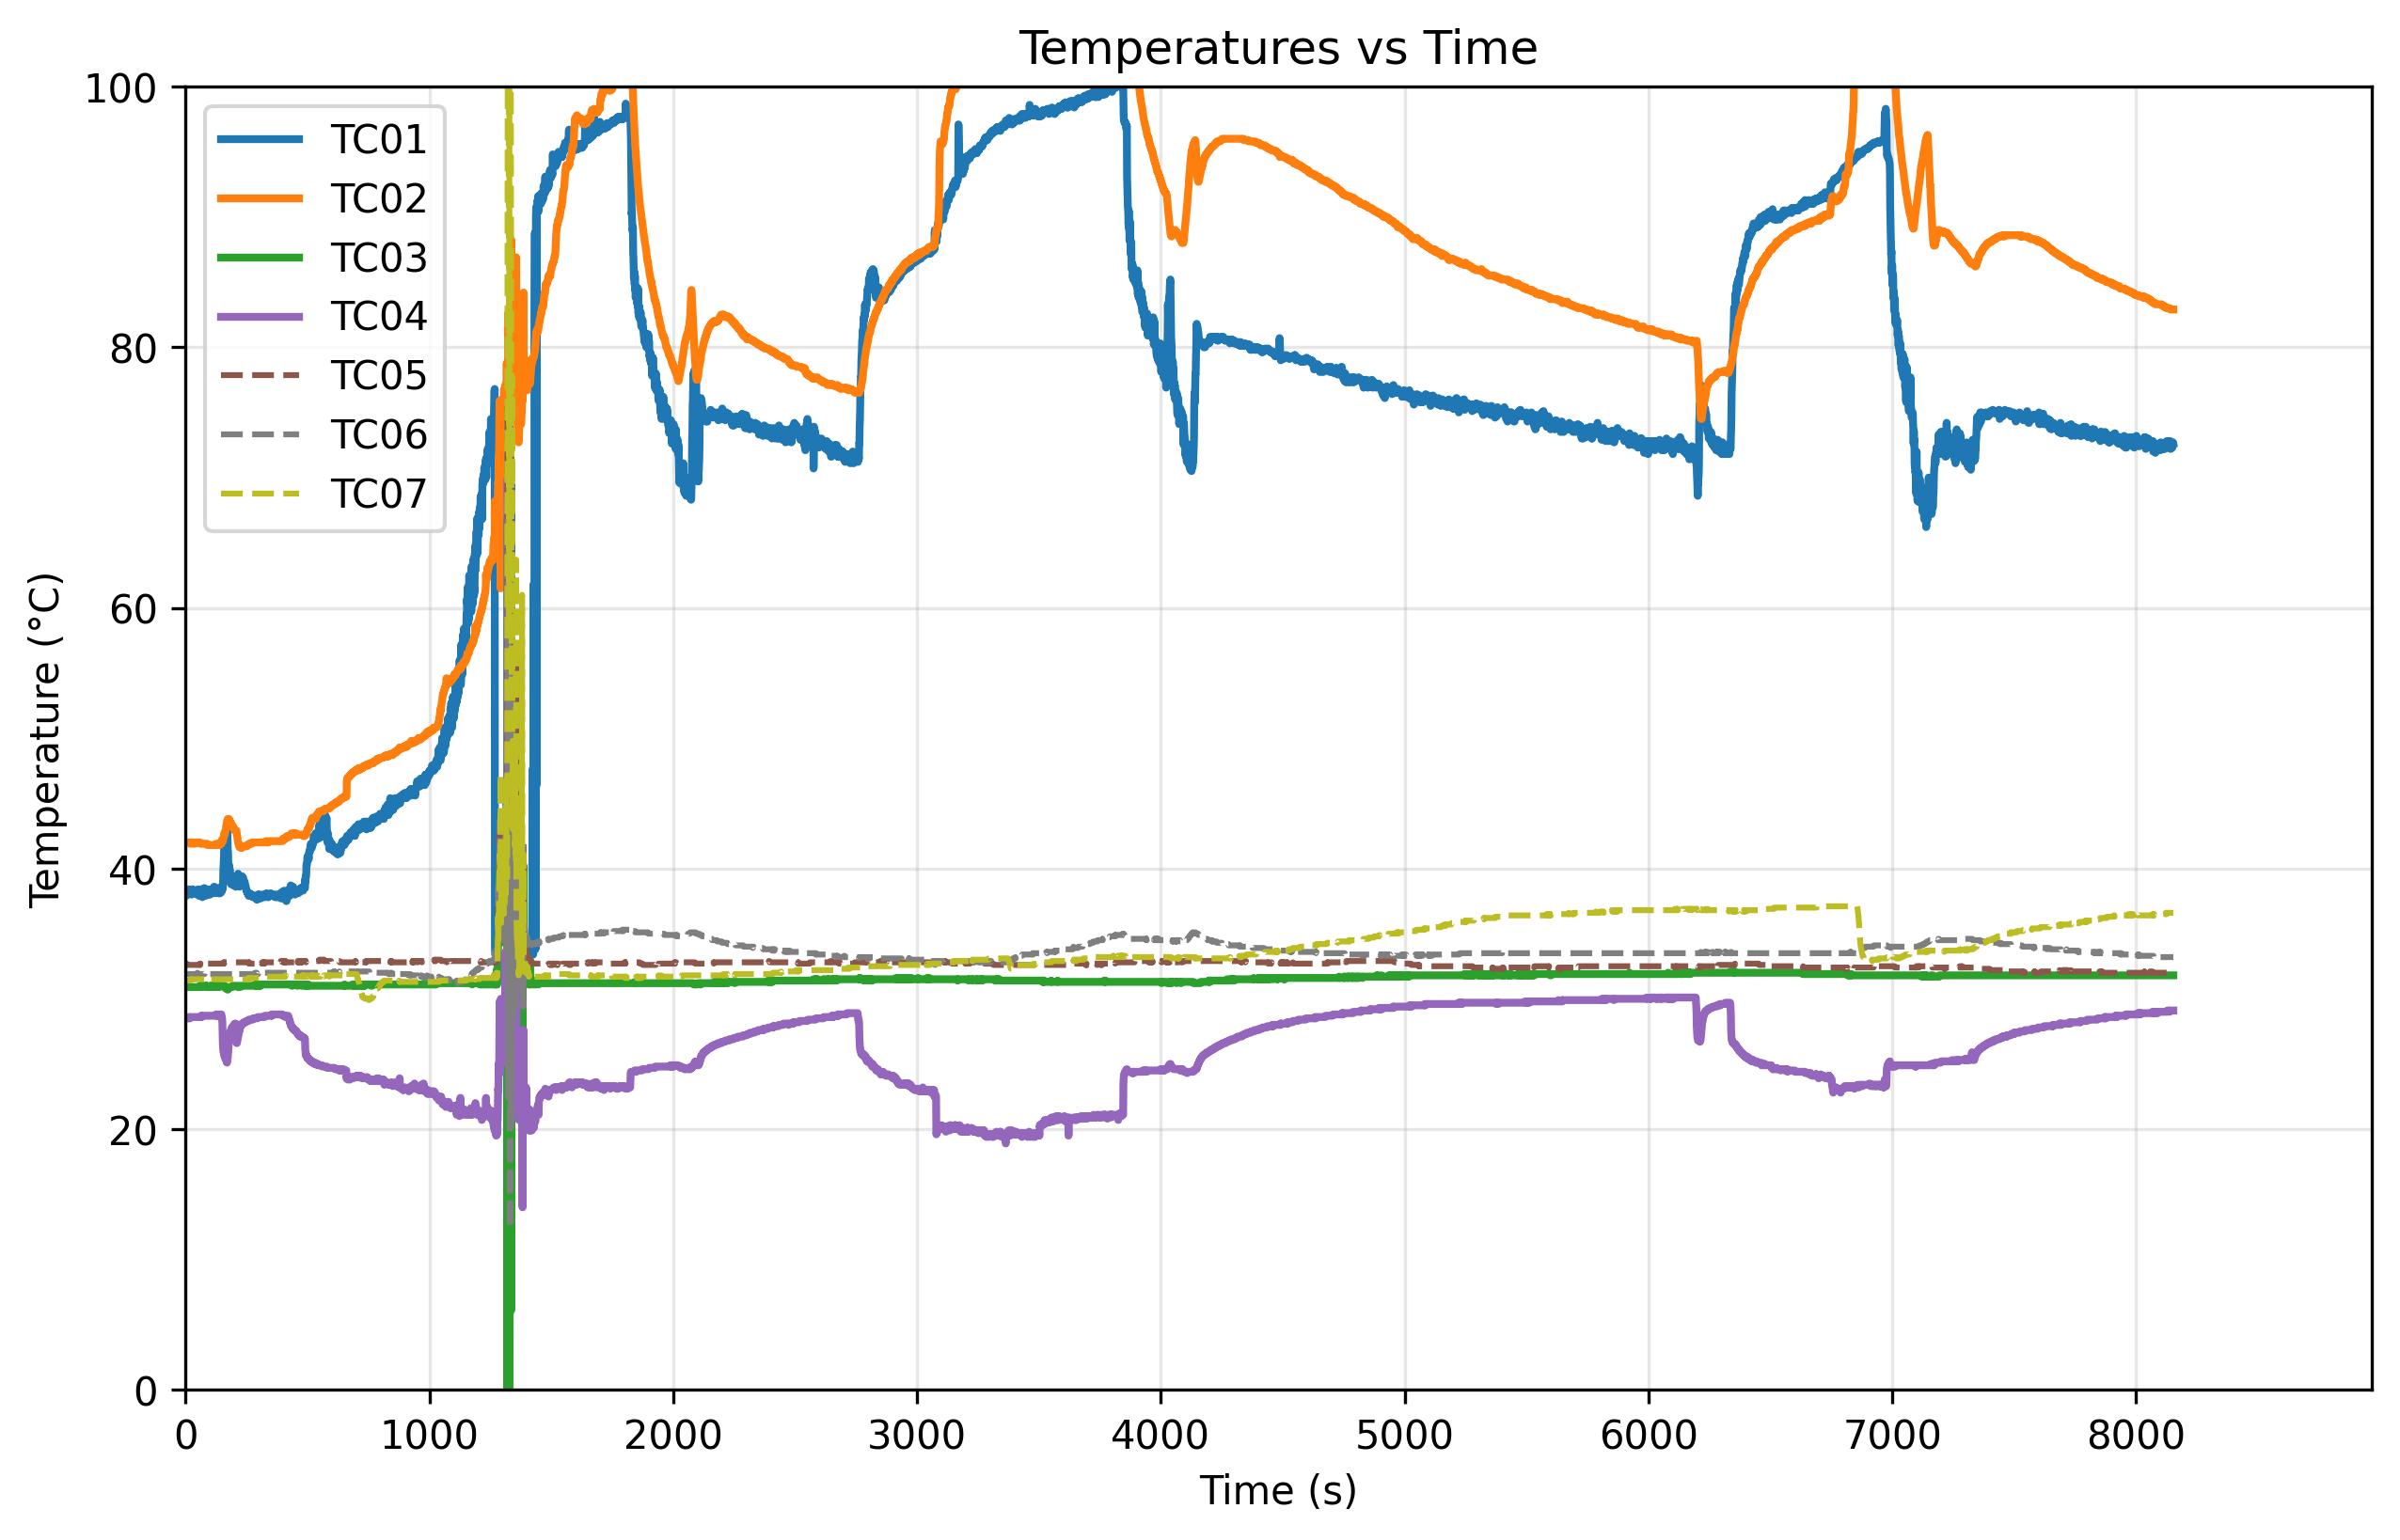 Temperatures vs Time
Temperature (°C)
100
80
60
40
20
0
TC01
TC02
TC03
TC04
TC05
TC06
TC07
0 1000 2000 3000 4000 5000 6000 7000 8000
Time (s)